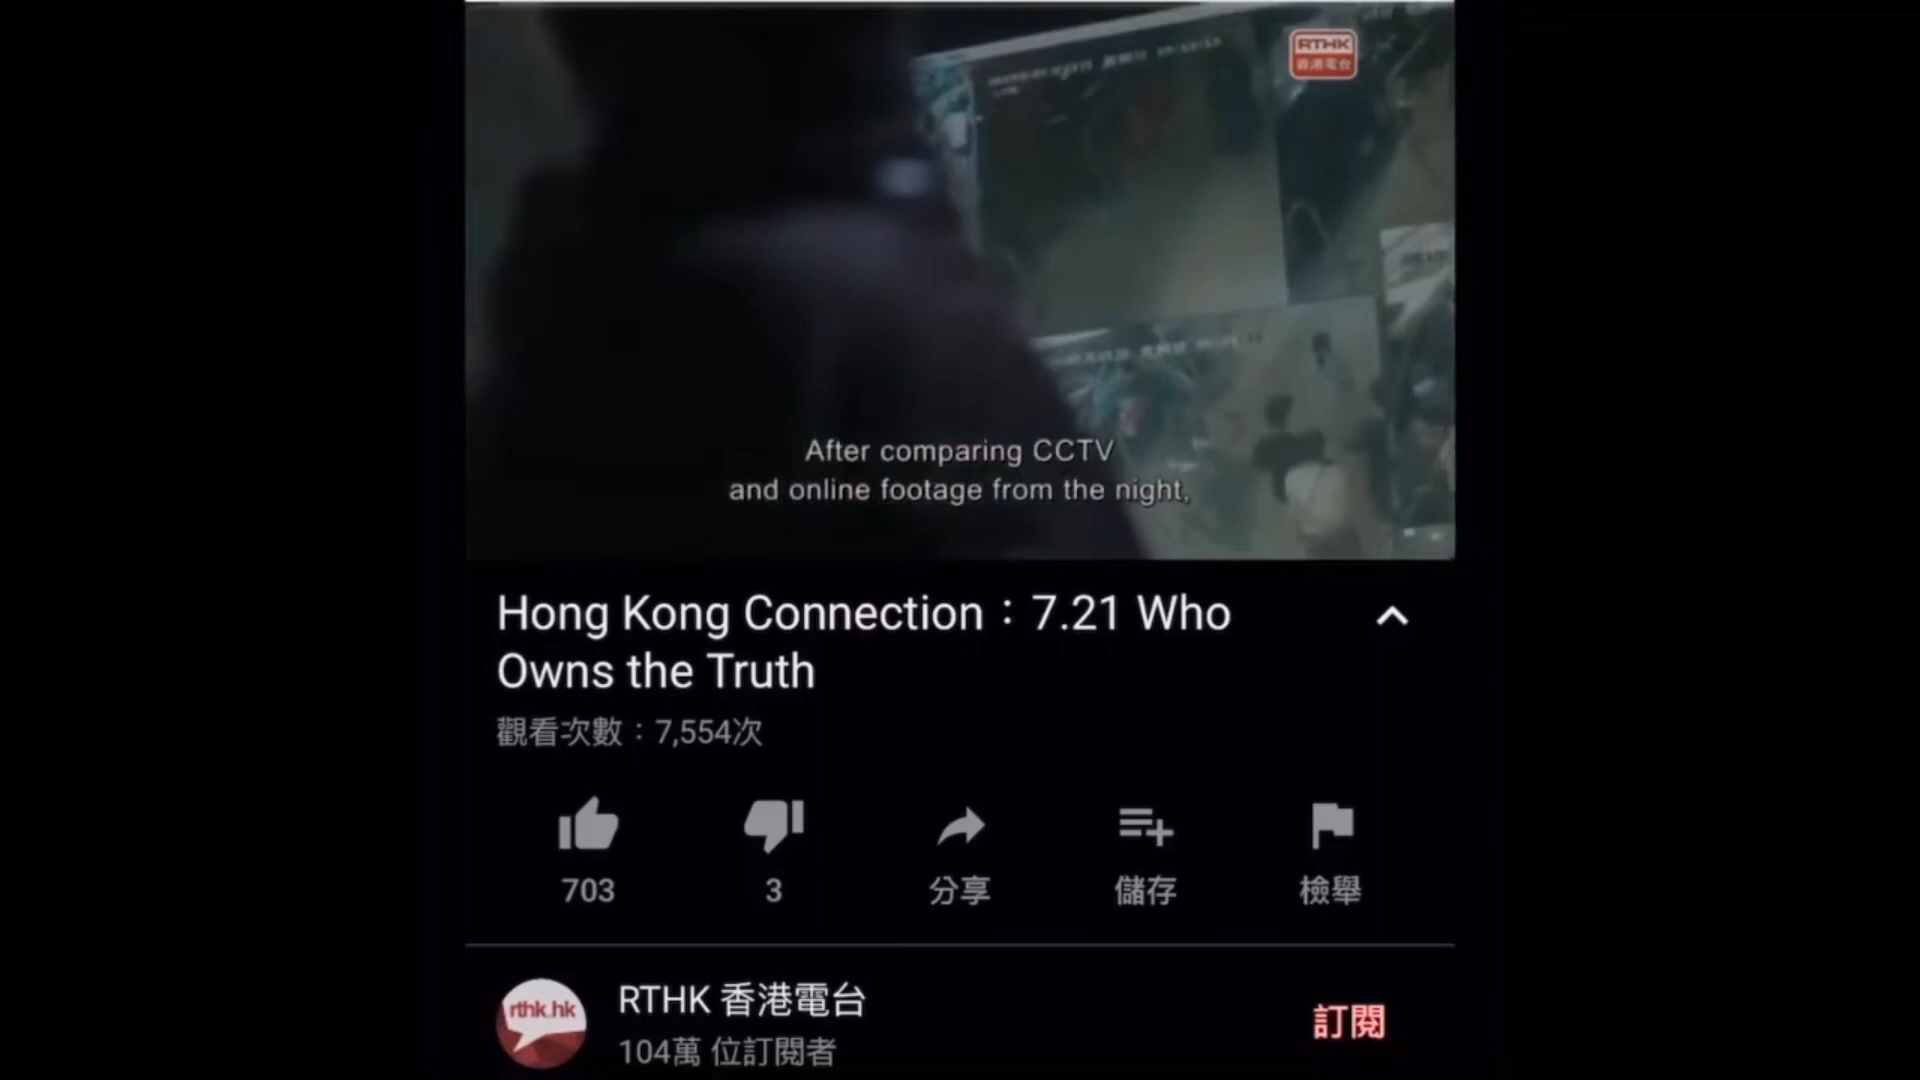 RTHK
香港電台
After comparing CCTV
and online footage from the night,
Hong Kong Connection：7.21 Who
Owns the Truth
觀看次數：7,554次
703
3
分享
儲存
檢舉
rthk.hk
RTHK 香港電台
104萬 位訂閱者
訂閱